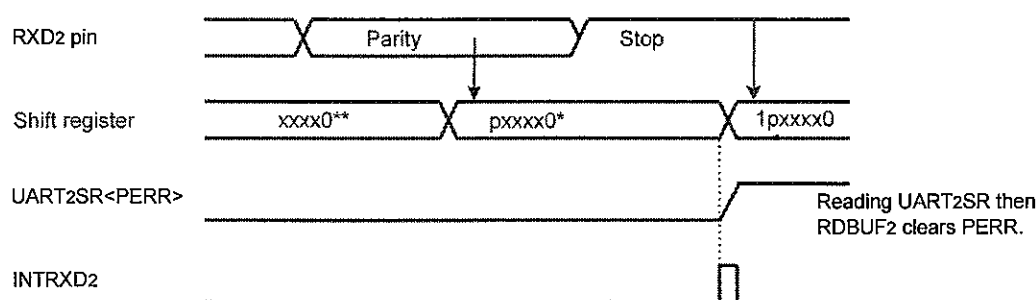 RXD2 pin
Parity
Stop
Shift register
xxxx0**
pxxxx0*
1pxxxx0
UART2SR<PERR>
Reading UART2SR then
RDBUF2 clears PERR.
INTRXD2